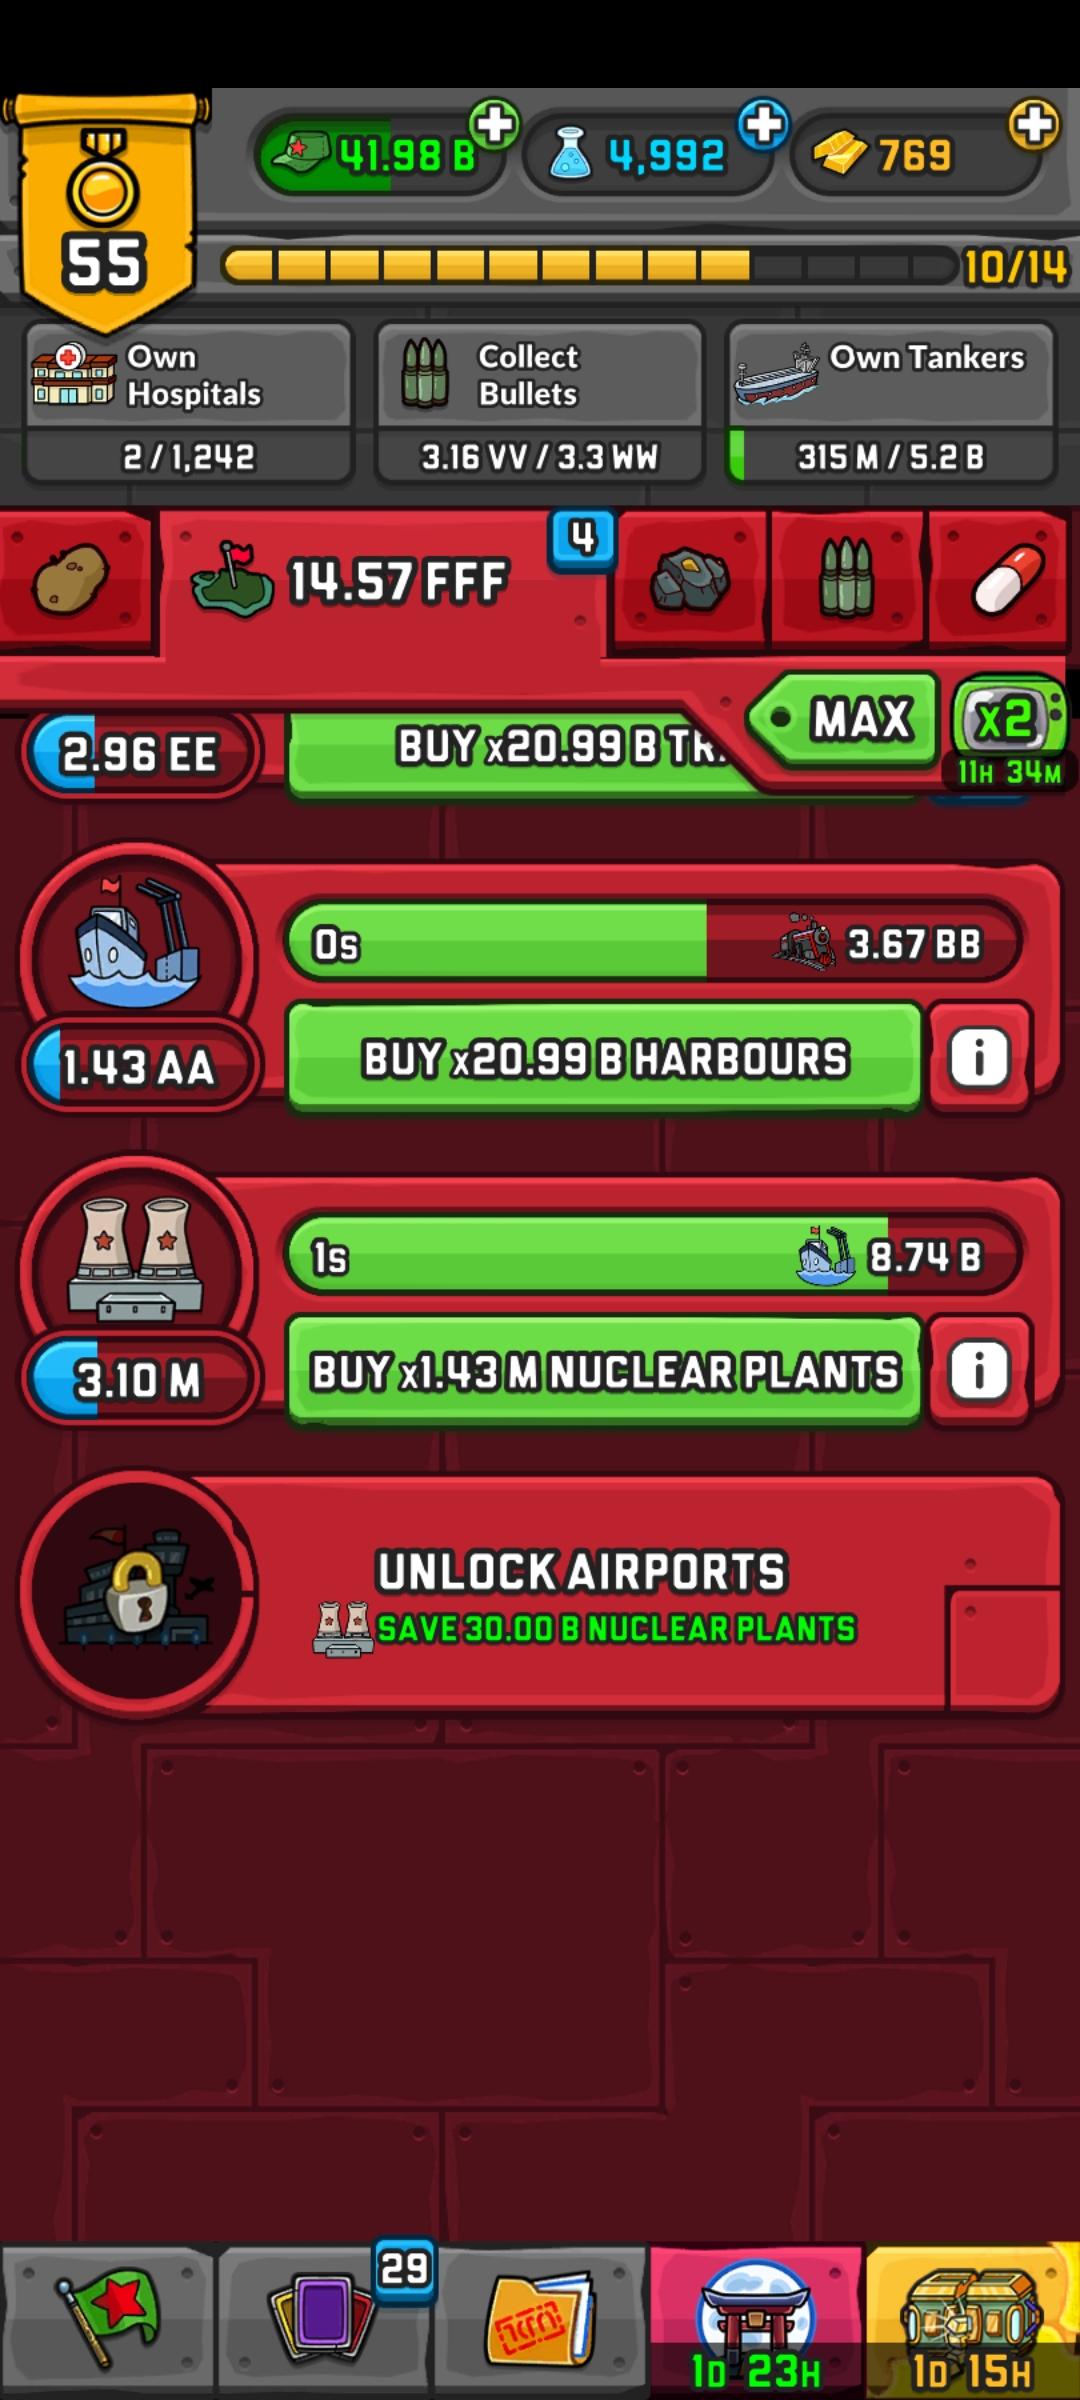 41.98 B
4,992
769
55
10/14
Own
Hospitals
2 / 1,242
Collect
Bullets
3.16 VV / 3.3 WW
Own Tankers
315 M / 5.2 B
14.57 FFF
4
MAX
x2
11H 34M
2.96 EE
BUY x20.99 B
0s
3.67 BB
1.43 AA
BUY x20.99 B HARBOURS
i
1s
8.74 B
3.10 M
BUY x1.43 M NUCLEAR PLANTS
i
UNLOCK AIRPORTS
SAVE 30.00 B NUCLEAR PLANTS
29
1D 23H
1D 15H